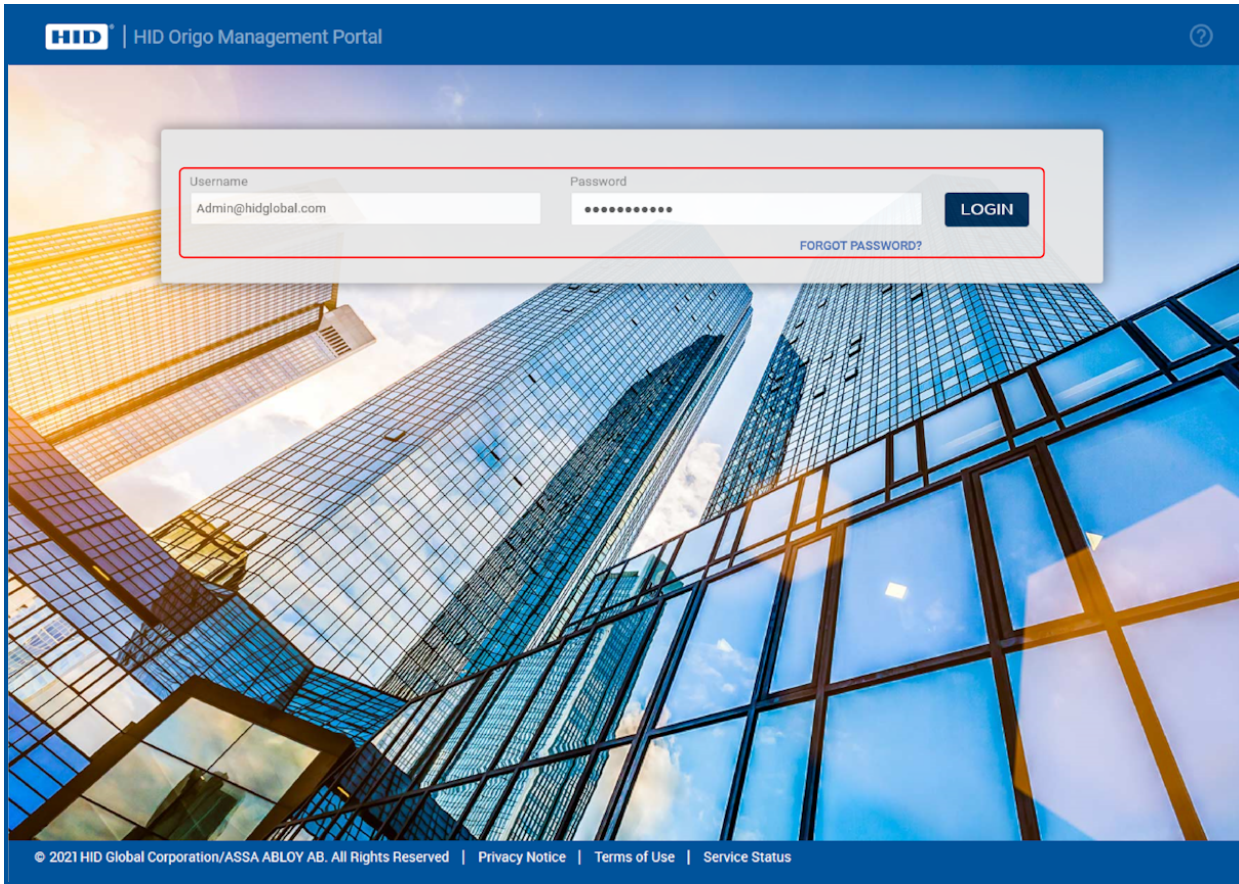 HID | HID Origo Management Portal
Username
Password
Admin@hidglobal.com
•••••••••••
LOGIN
FORGOT PASSWORD?
© 2021 HID Global Corporation/ASSA ABLOY AB. All Rights Reserved | Privacy Notice | Terms of Use | Service Status